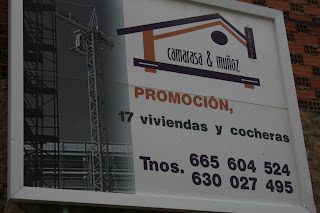 camarasa & muñoz
PROMOCIÓN,
17 viviendas y cocheras
Tnos. 665 604 524
630 027 495